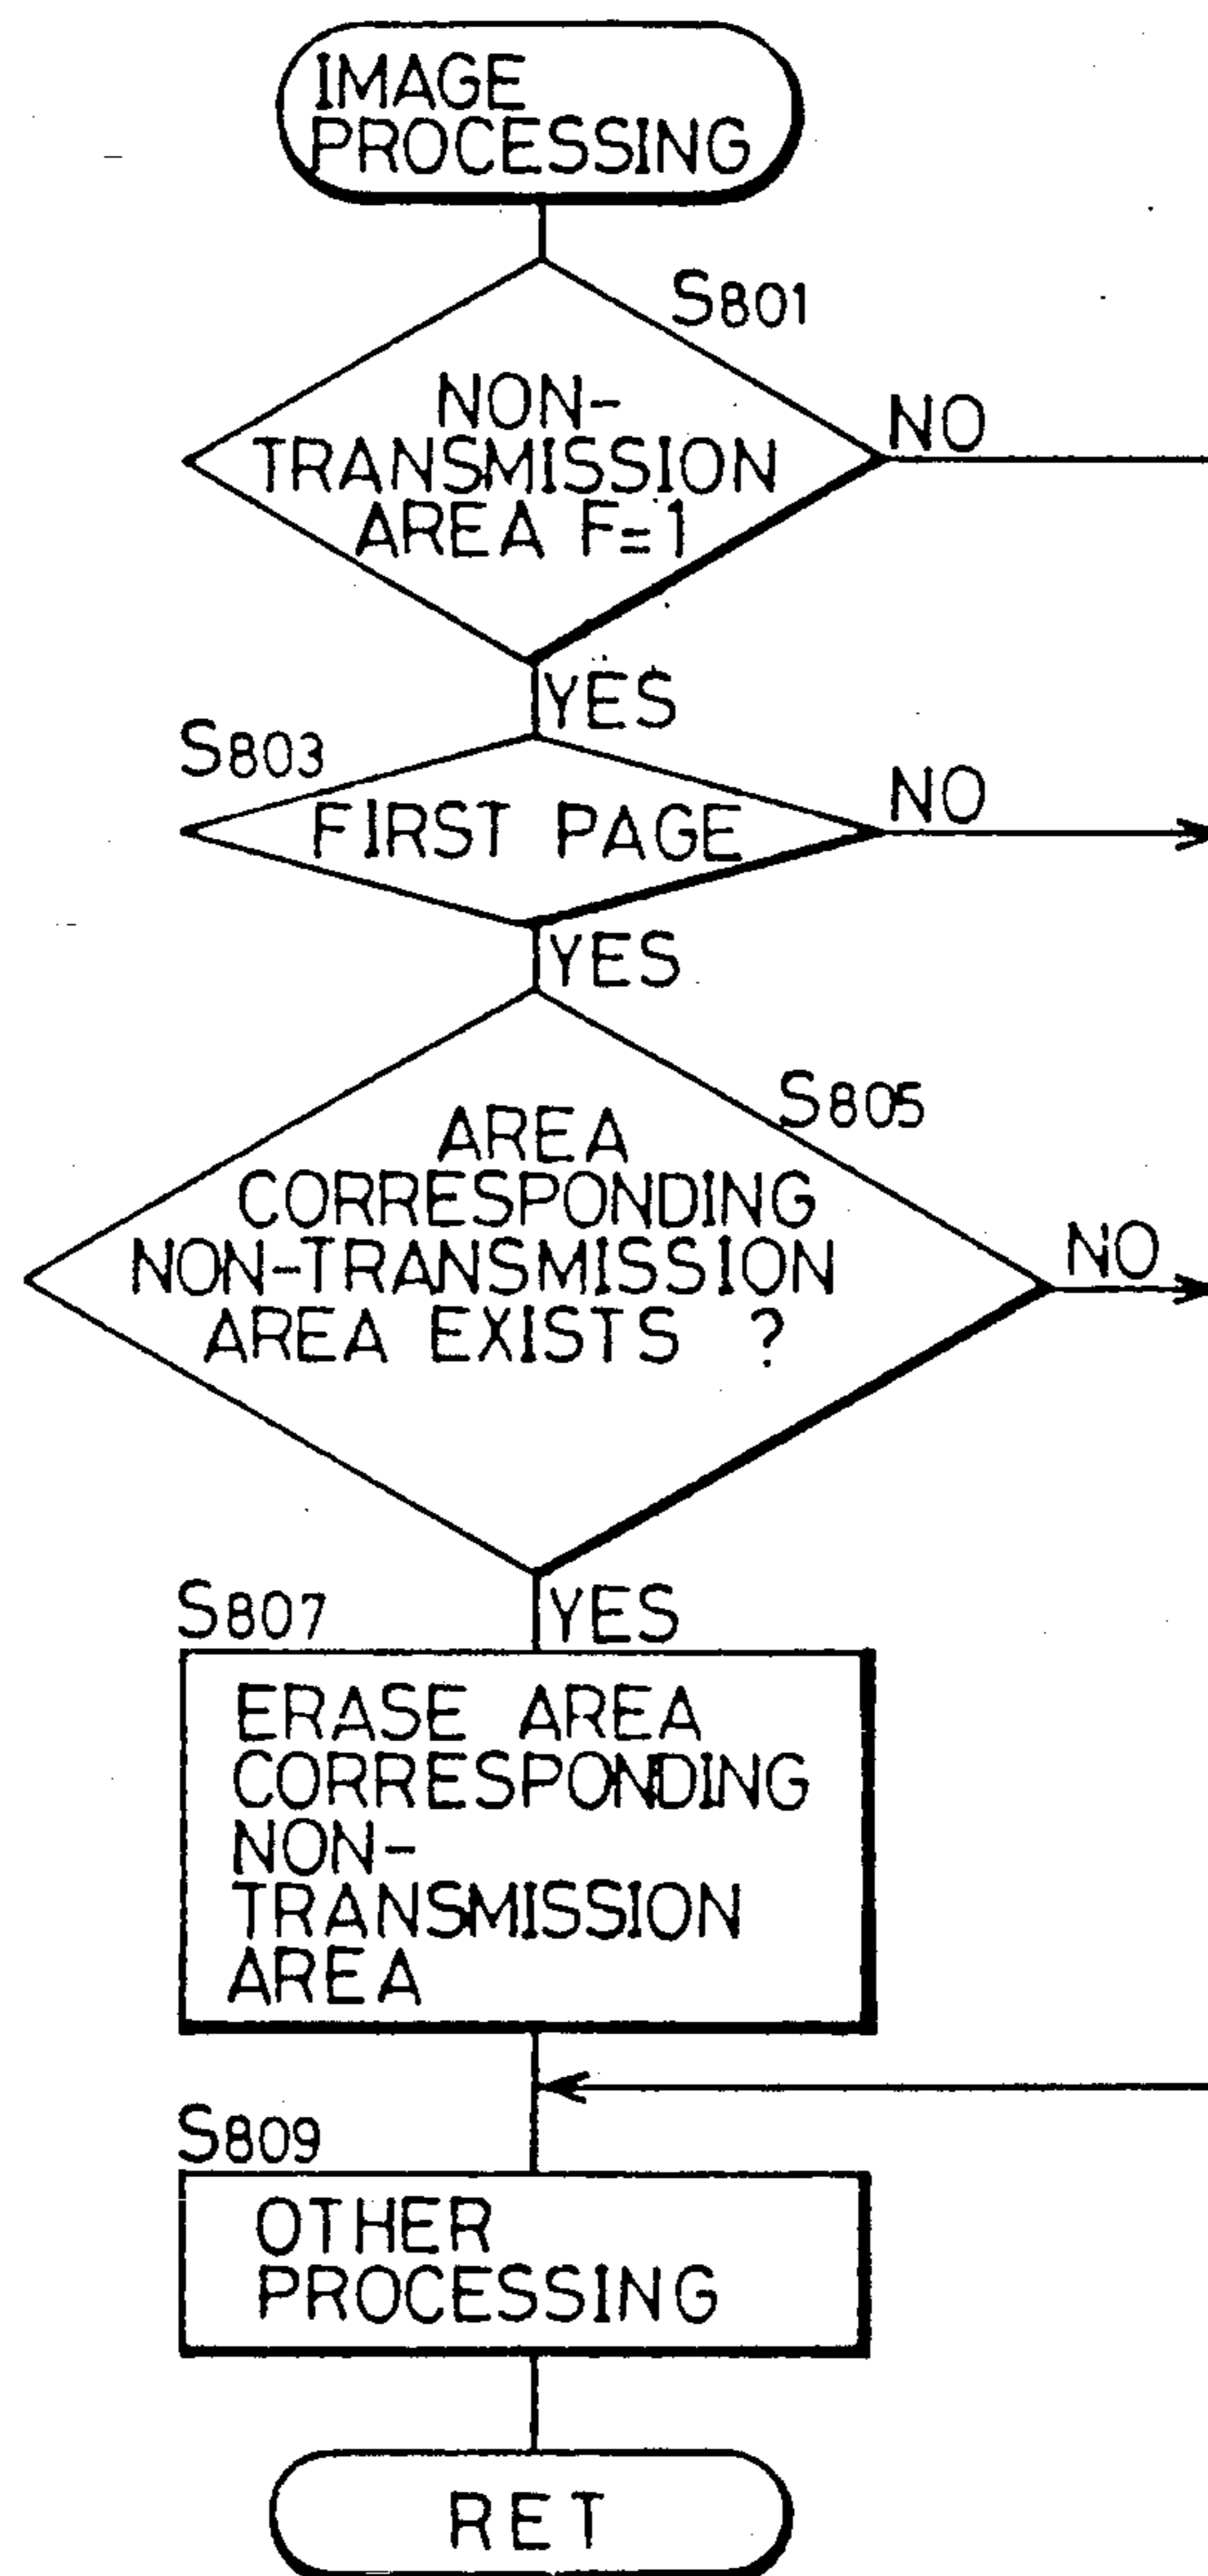 IMAGE
PROCESSING
S801
NON-
TRANSMISSION
AREA F=1
NO
YES
S803
FIRST PAGE
NO
YES
S805
AREA
CORRESPONDING
NON-TRANSMISSION
AREA EXISTS ?
NO
YES
S807
ERASE AREA
CORRESPONDING
NON-
TRANSMISSION
AREA
S809
OTHER
PROCESSING
RET